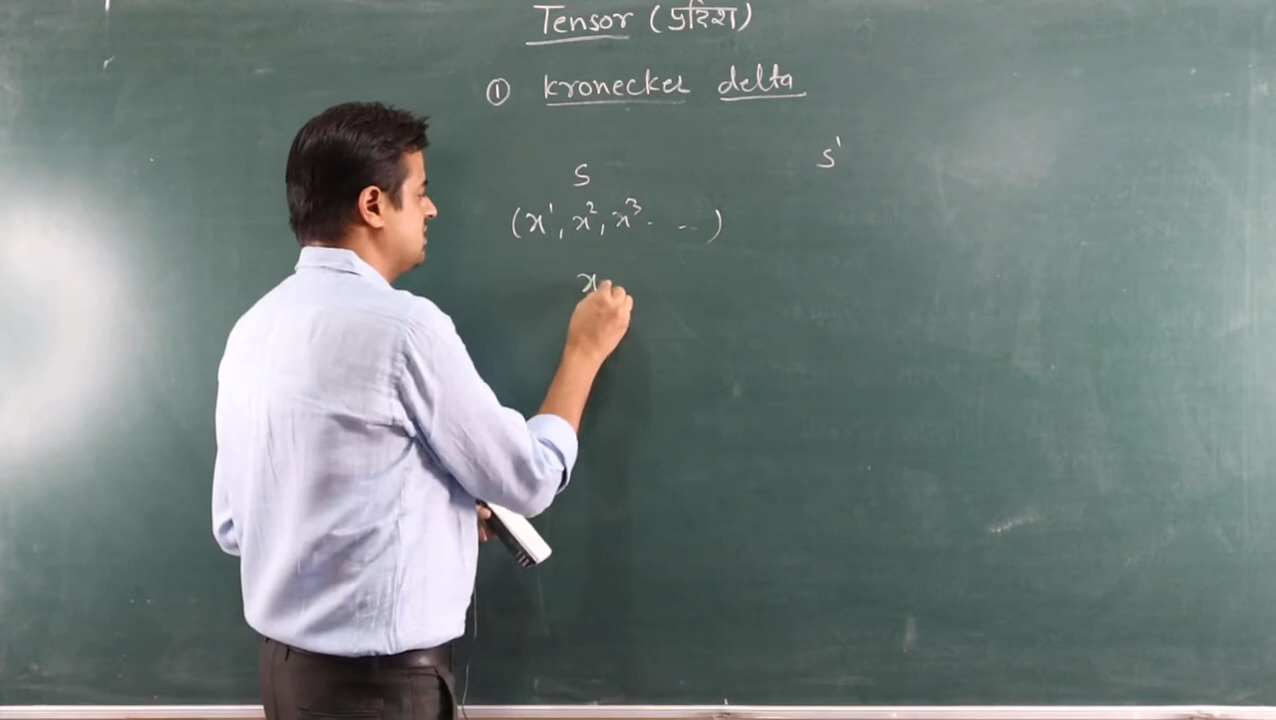 Tensor (प्रदिश)
① Kronecker delta
S S'
(x¹, x², x³. ..)
x